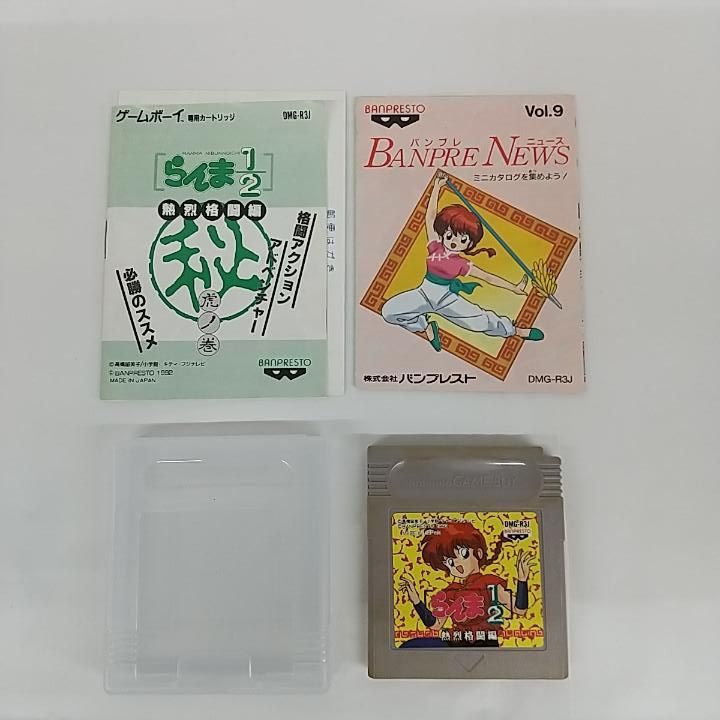 ゲームボーイ 専用カートリッジ DMG-R3J
RANMA NIBUNNOICHI
らんま1/2
熱烈格闘編
格闘アクション
アドベンチャー
必勝のススメ
㊙
虎ノ巻
©高橋留美子/小学館・キティ・フジテレビ
©BANPRESTO 1992
MADE IN JAPAN
BANPRESTO
BANPRESTO
Vol.9
バンプレ ニュース
BANPRE NEWS
ミニカタログを集めよう!
株式会社 バンプレスト
DMG-R3J
Nintendo GAME BOY
DMG-R3J
BANPRESTO
らんま1/2
熱烈格闘編